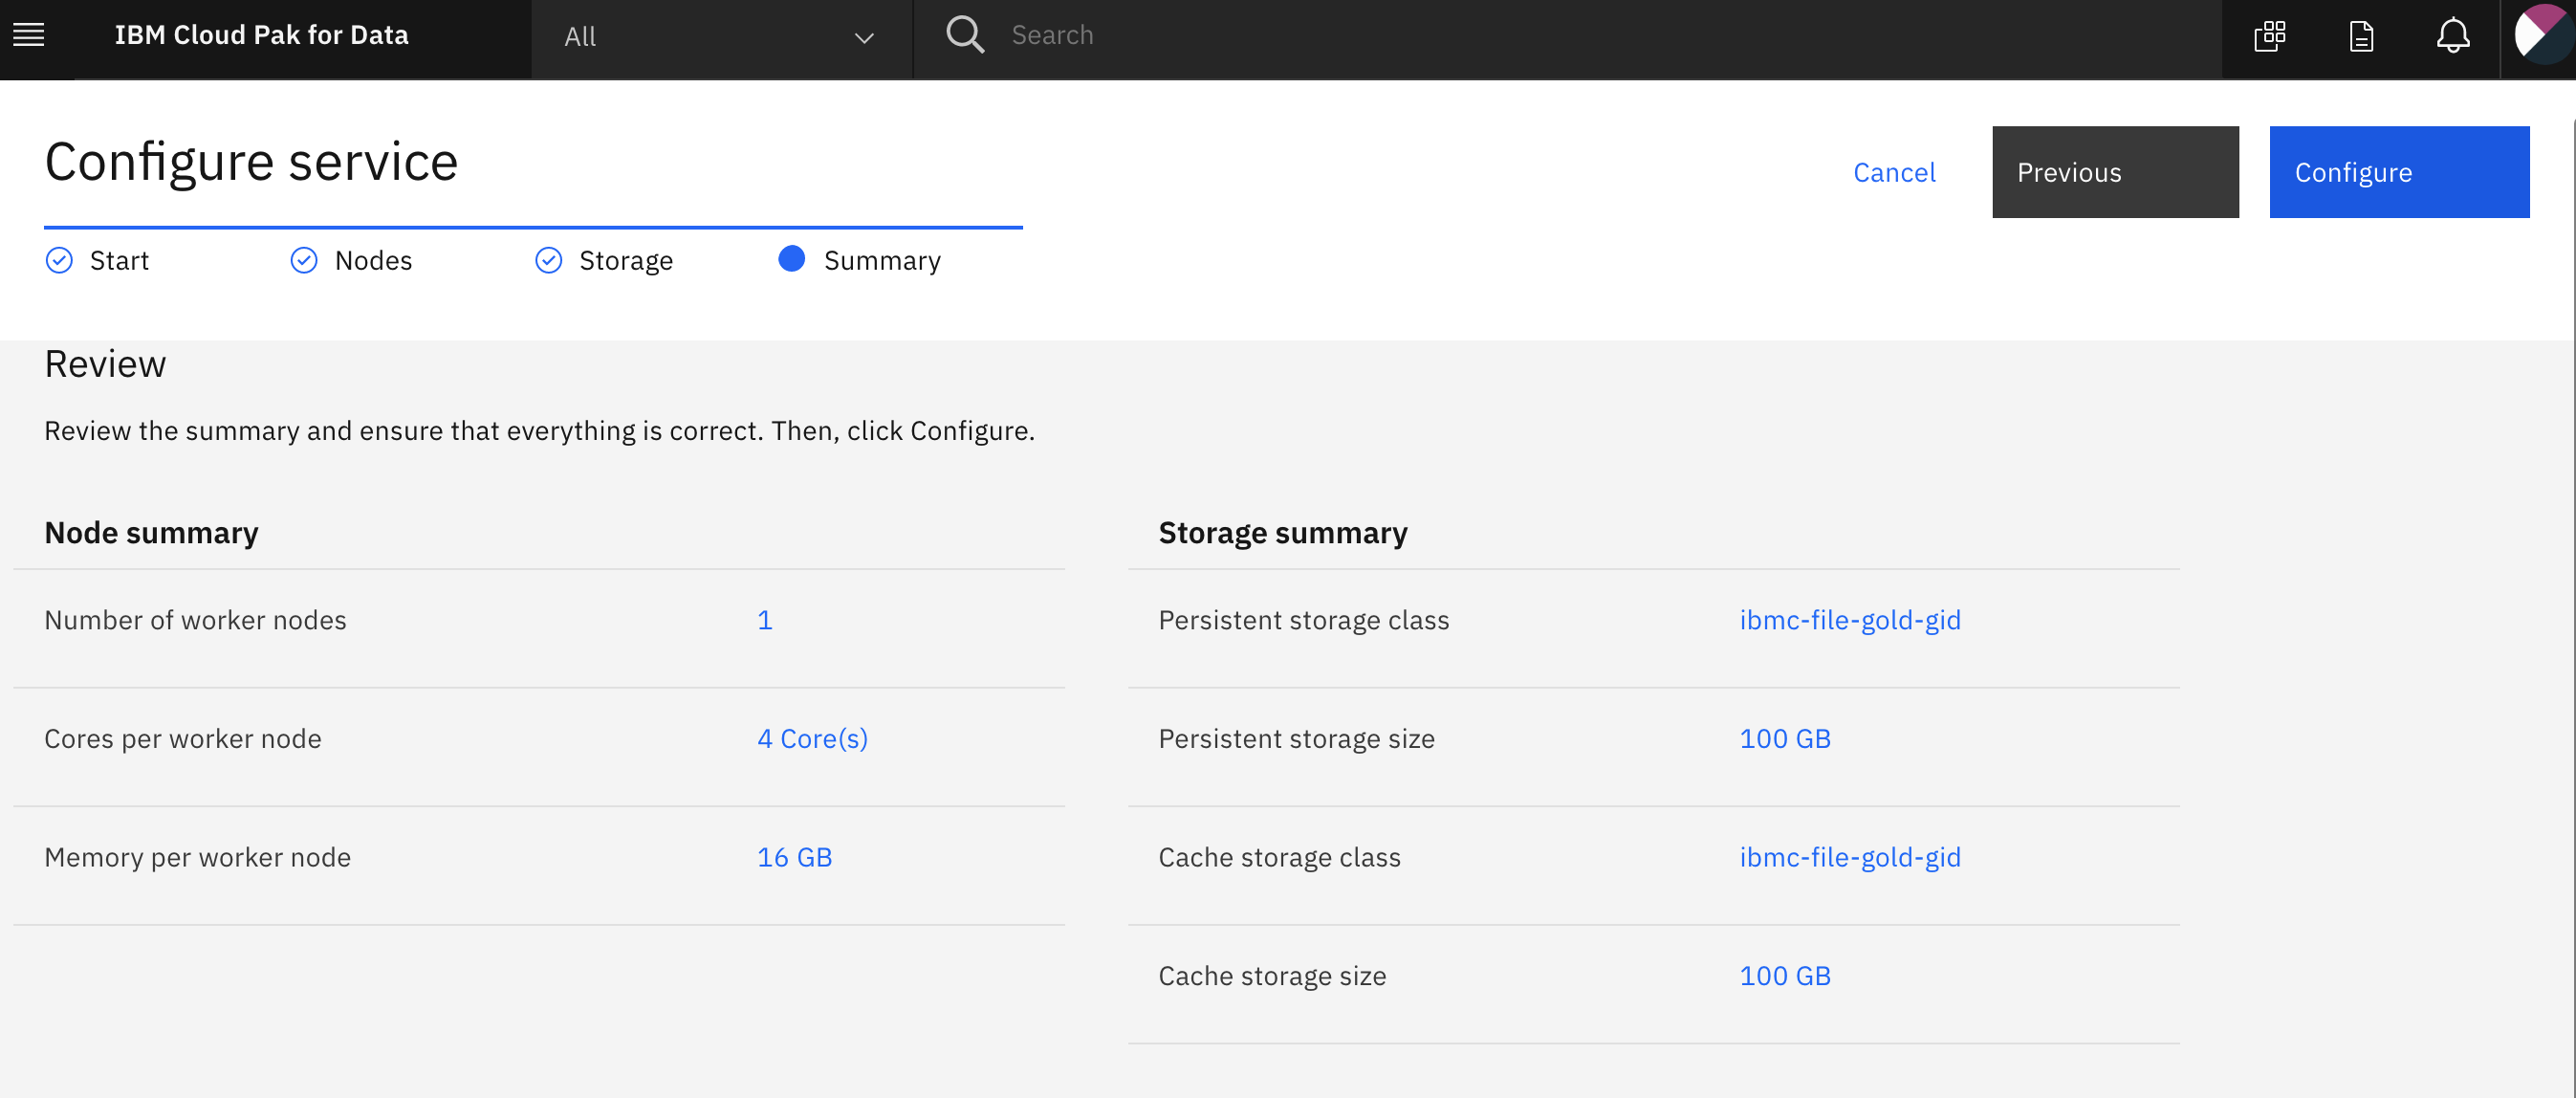 IBM Cloud Pak for Data
All
Search
Configure service
Cancel
Previous
Configure
Start
Nodes
Storage
Summary
Review
Review the summary and ensure that everything is correct. Then, click Configure.
Node summary
Number of worker nodes 1
Cores per worker node 4 Core(s)
Memory per worker node 16 GB
Storage summary
Persistent storage class ibmc-file-gold-gid
Persistent storage size 100 GB
Cache storage class ibmc-file-gold-gid
Cache storage size 100 GB